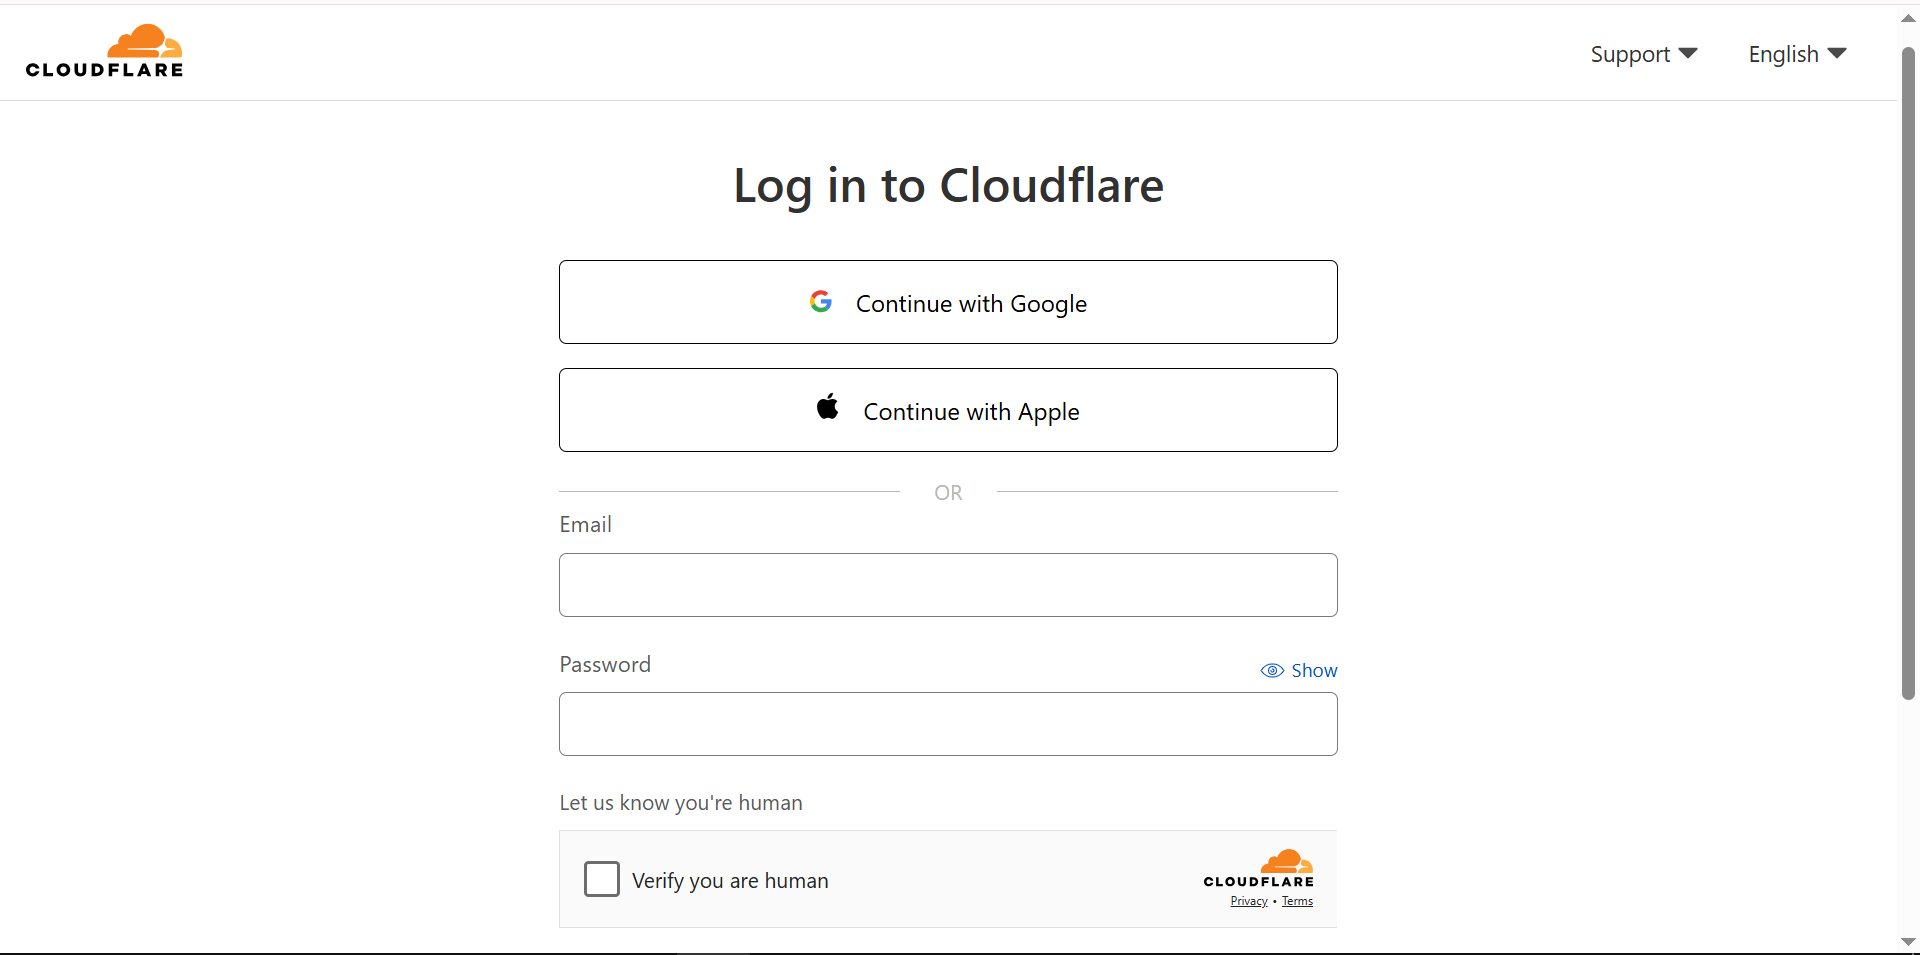 CLOUDFLARE
Support
English
Log in to Cloudflare
Continue with Google
Continue with Apple
OR
Email
Password
Show
Let us know you're human
Verify you are human
CLOUDFLARE
Privacy • Terms